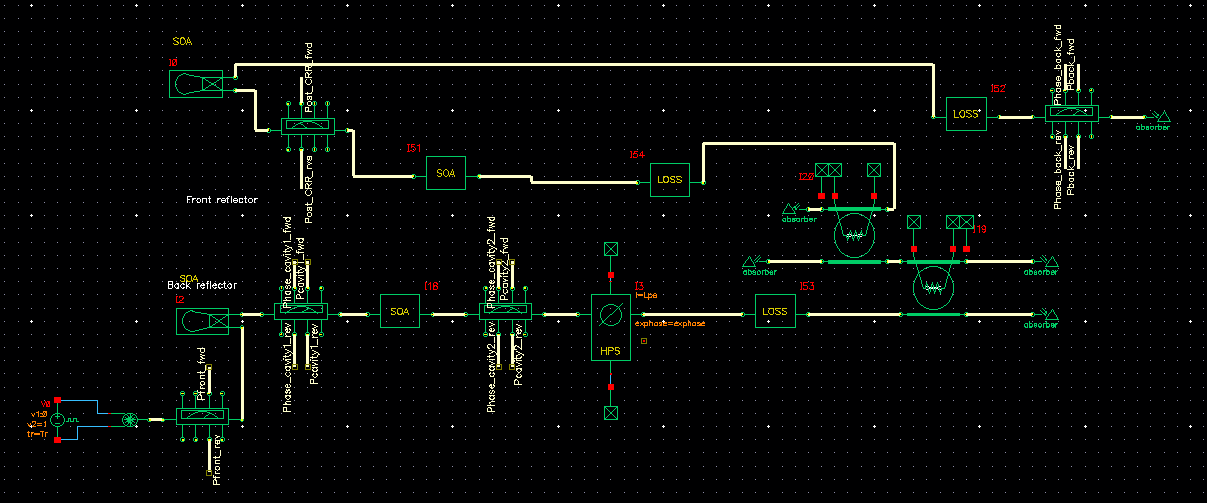 SOA
I0
Post_CRR_fwd
Post_CRR_rvs
Front reflector
I51
SOA
I54
LOSS
I62
LOSS
Phase_back_fwd
Pback_fwd
Phase_back_rev
Pback_rev
absorber
I20
absorber
I19
absorber
absorber
SOA
Back reflector
I2
Phase_cavity1_fwd
Pcavity1_fwd
Phase_cavity1_rev
Pcavity1_rev
I16
SOA
Phase_cavity2_fwd
Pcavity2_fwd
Phase_cavity2_rev
Pcavity2_rev
I3
l=Lps
exphase=exphase
HPS
I53
LOSS
absorber
Pfront_fwd
Pfront_rev
v1=0
v2=1
tr=Tr